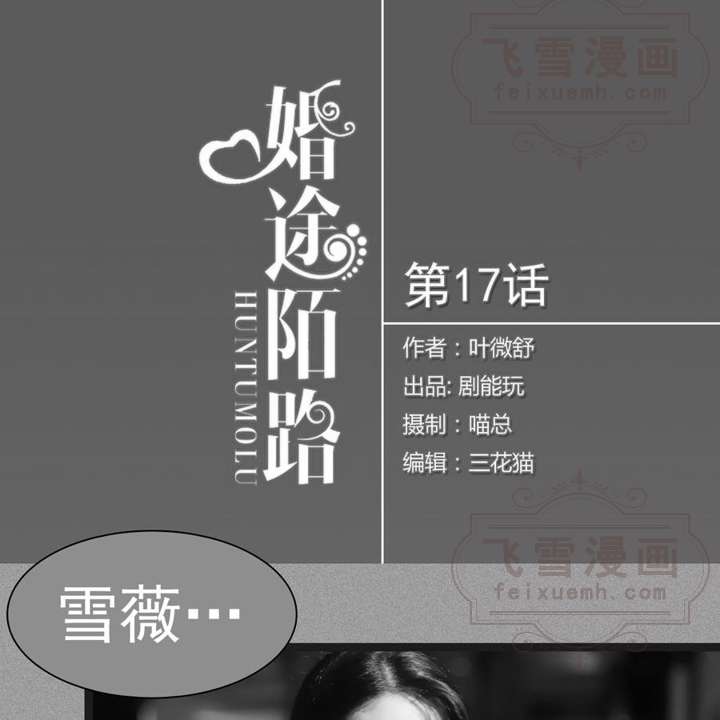 飞雪漫画
feixuemh.com
婚途陌路
HUNTUMOLU
第17话
作者：叶微舒
出品: 剧能玩
摄制：喵总
编辑：三花猫
飞雪漫画
feixuemh.com
雪薇…